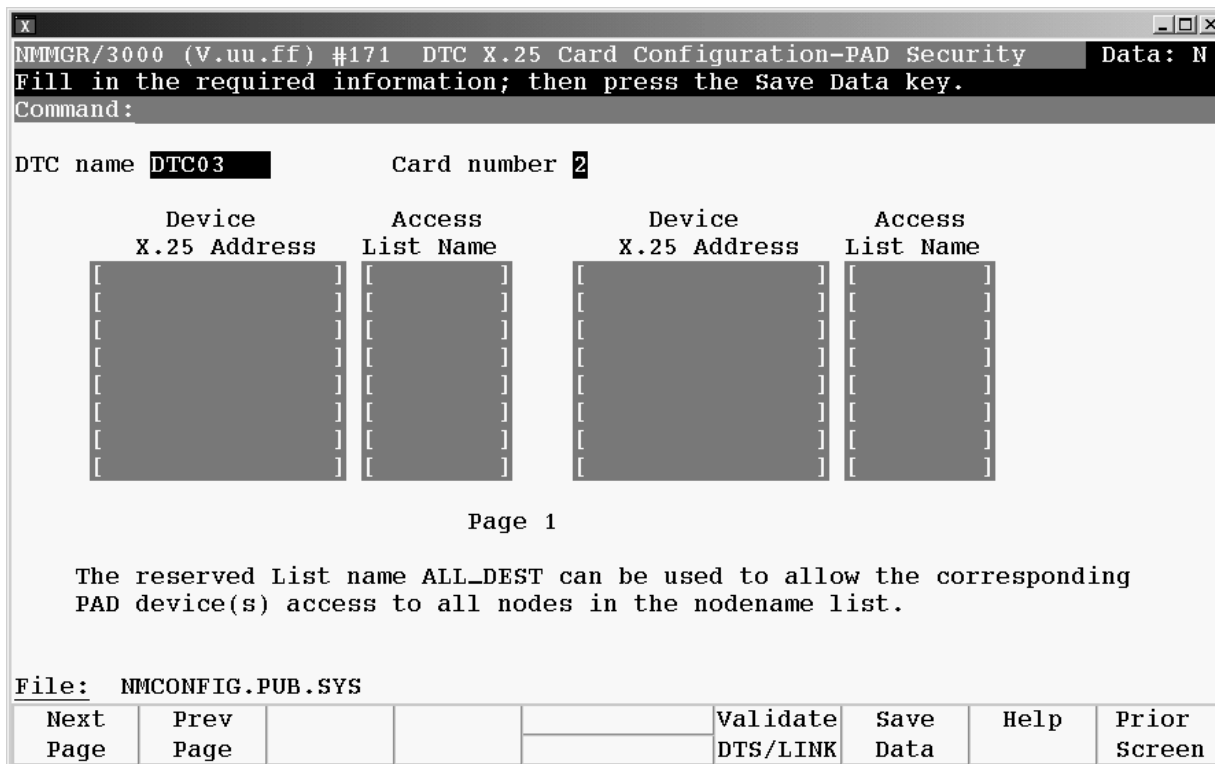 X
NMMGR/3000 (V.uu.ff) #171 DTC X.25 Card Configuration-PAD Security Data: N
Fill in the required information; then press the Save Data key.
Command:
DTC name DTC03 Card number 2
Device Access Device Access
X.25 Address List Name X.25 Address List Name
[ ] [ ] [ ] [ ]
[ ] [ ] [ ] [ ]
[ ] [ ] [ ] [ ]
[ ] [ ] [ ] [ ]
[ ] [ ] [ ] [ ]
[ ] [ ] [ ] [ ]
[ ] [ ] [ ] [ ]
[ ] [ ] [ ] [ ]
Page 1
The reserved List name ALL_DEST can be used to allow the corresponding
PAD device(s) access to all nodes in the nodename list.
File: NMCONFIG.PUB.SYS
Next Prev Validate Save Help Prior
Page Page DTS/LINK Data Screen